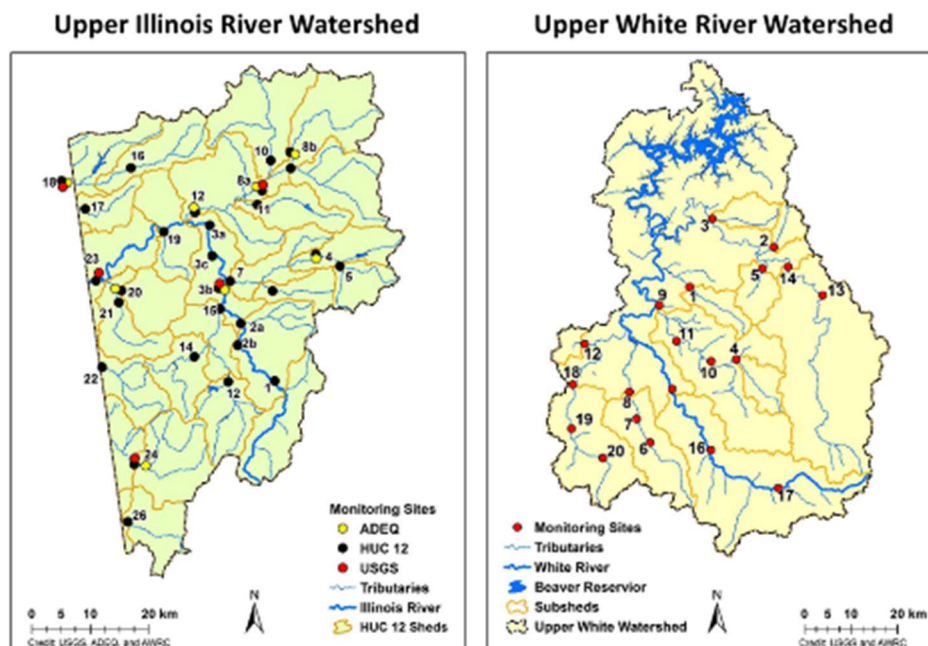 Upper Illinois River Watershed
Upper White River Watershed
8b
10
16
8a
18
11
17
12
3a
19
3c
4
5
23
7
3b
20
21
15
2a
2b
14
22
12
1
24
26
Monitoring Sites
ADEQ
HUC 12
USGS
Tributaries
Illinois River
HUC 12 Sheds
N
0 5 10 20 km
Credit: USGS, ADEQ, and AWRC
3
2
5
14
13
1
9
11
12
4
10
18
8
7
19
6
20
16
17
Monitoring Sites
Tributaries
White River
Beaver Reservior
Subsheds
Upper White Watershed
N
0 5 10 20 km
Credit: USGS and AWRC